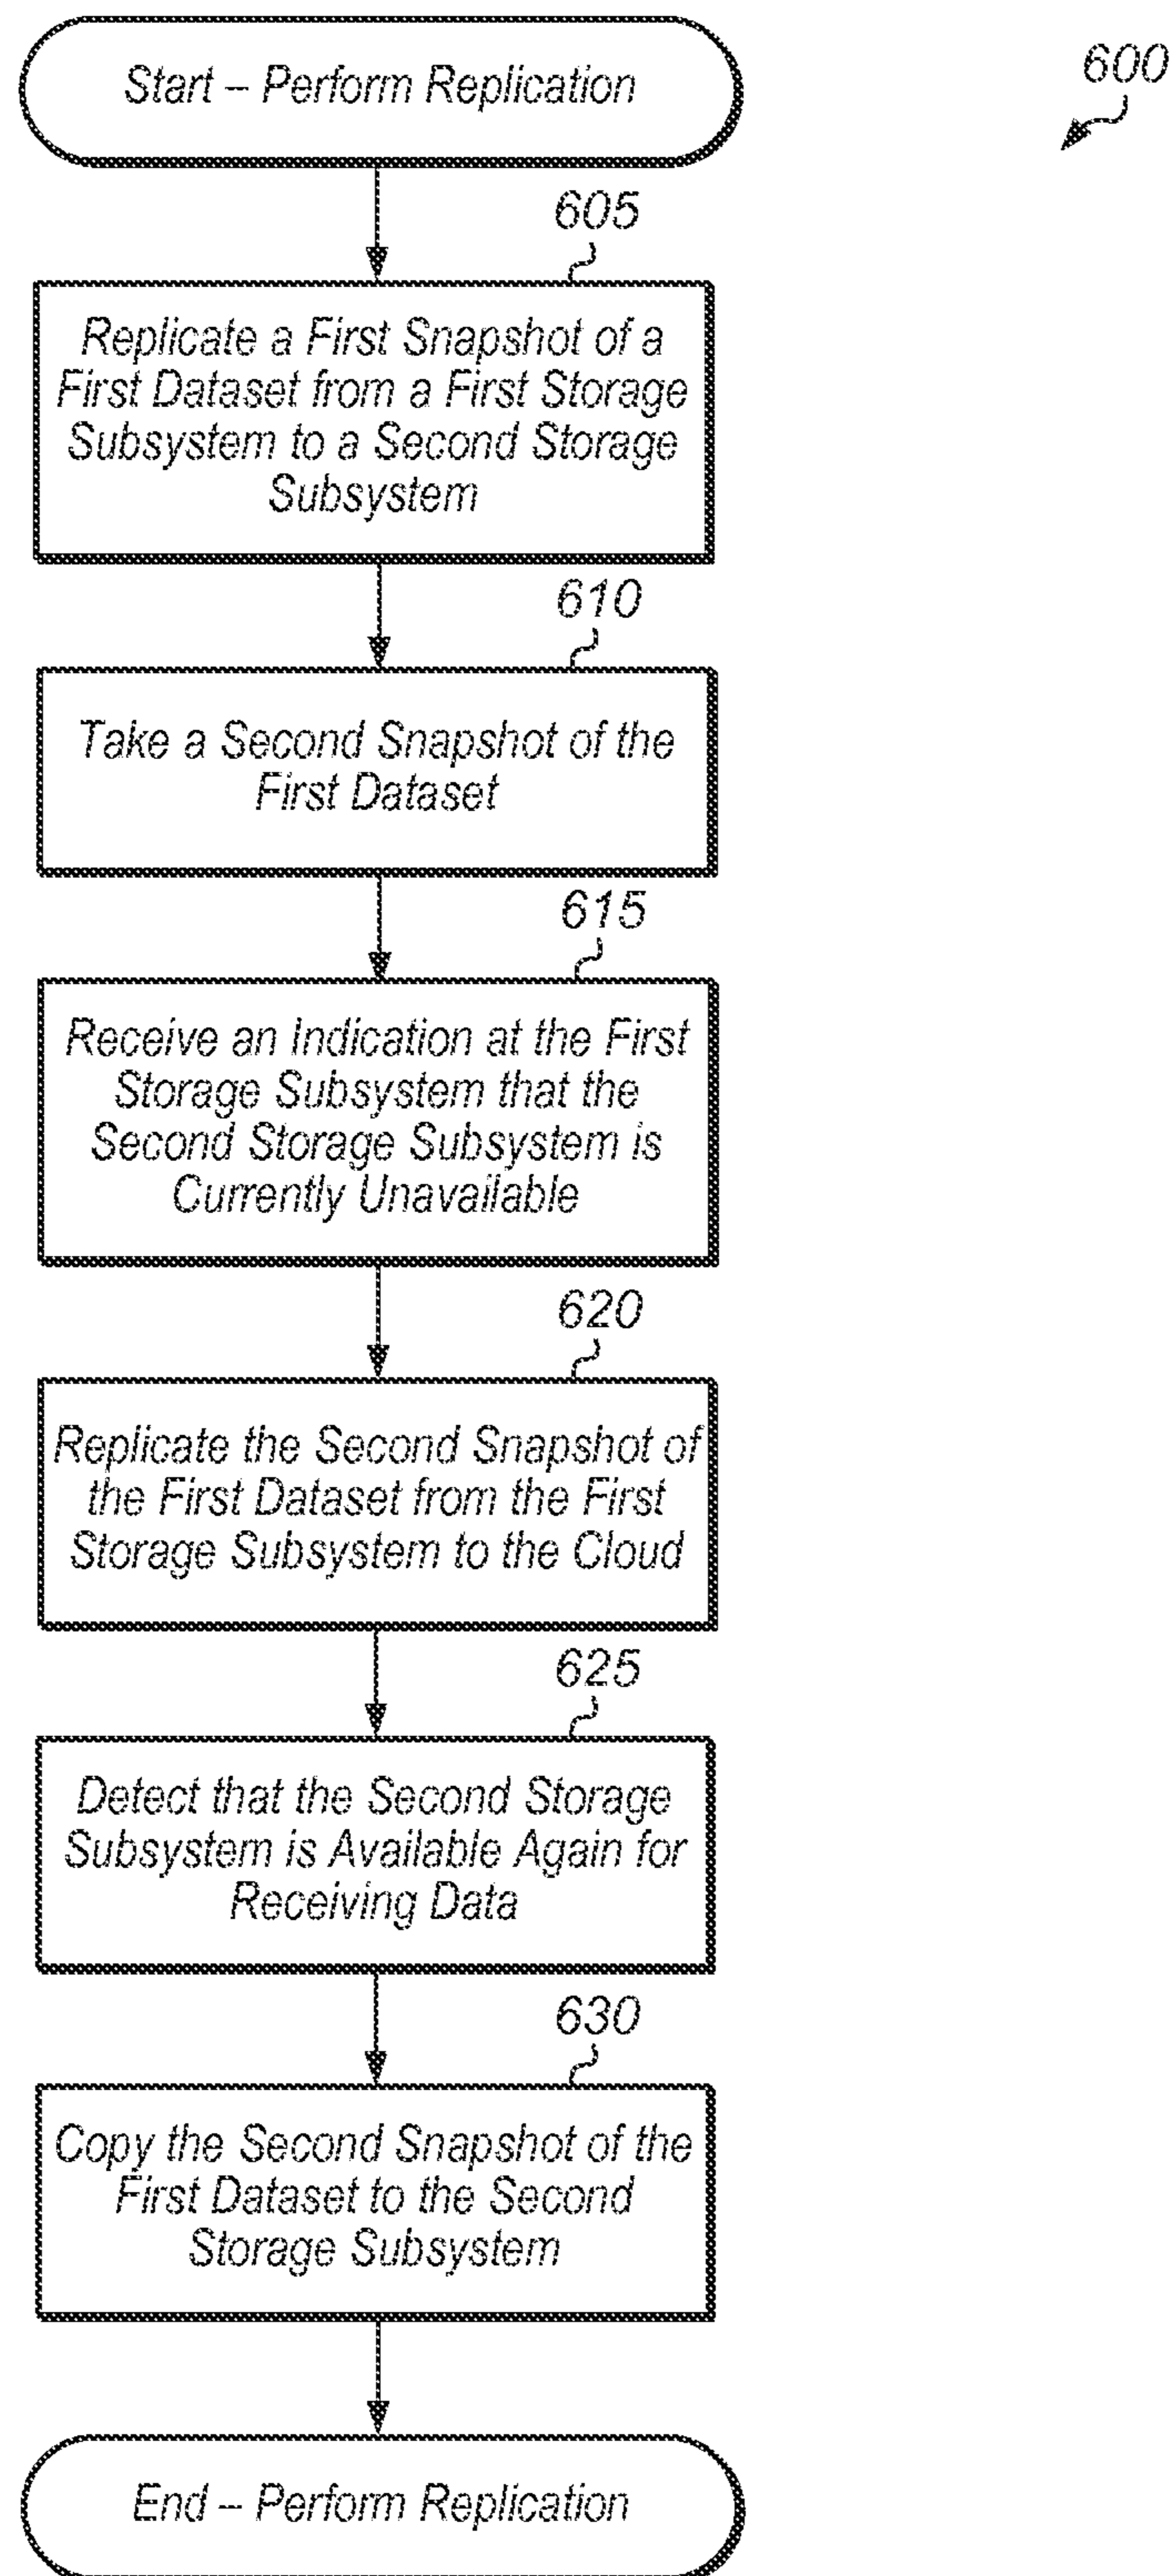 Start – Perform Replication
600
605
Replicate a First Snapshot of a
First Dataset from a First Storage
Subsystem to a Second Storage
Subsystem
610
Take a Second Snapshot of the
First Dataset
615
Receive an Indication at the First
Storage Subsystem that the
Second Storage Subsystem is
Currently Unavailable
620
Replicate the Second Snapshot of
the First Dataset from the First
Storage Subsystem to the Cloud
625
Detect that the Second Storage
Subsystem is Available Again for
Receiving Data
630
Copy the Second Snapshot of the
First Dataset to the Second
Storage Subsystem
End – Perform Replication